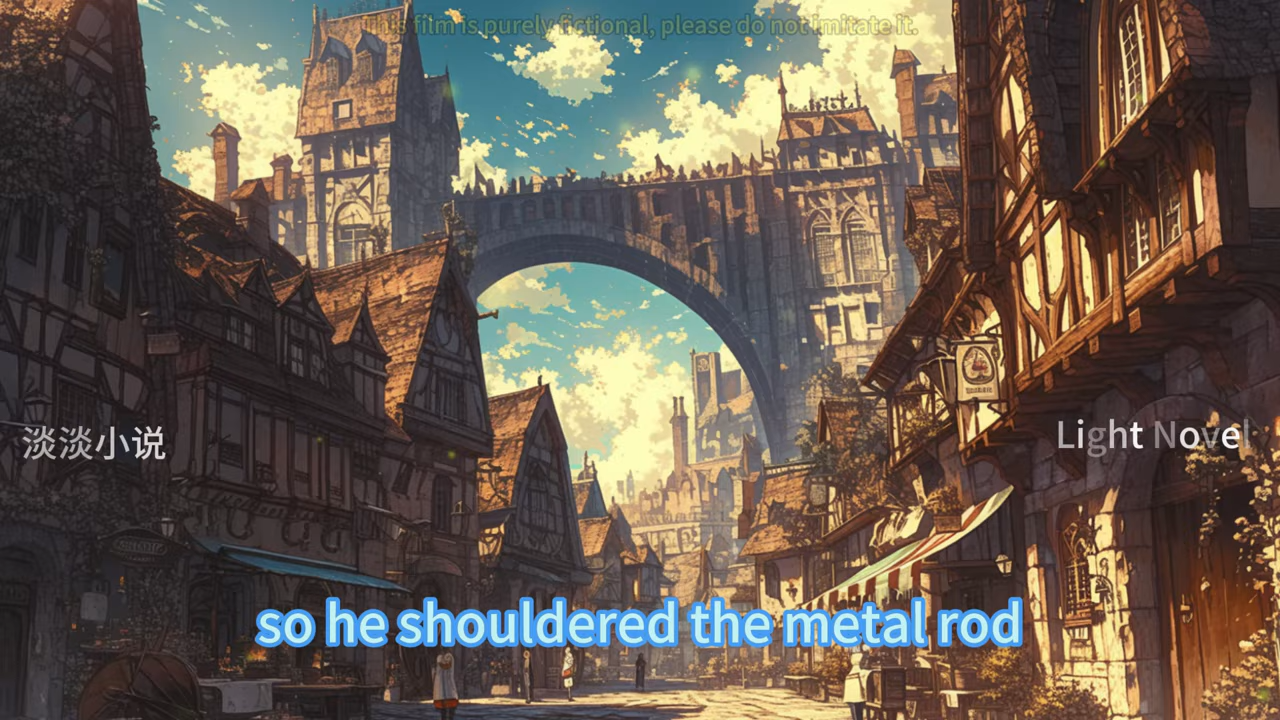 This film is purely fictional, please do not imitate it.
淡淡小说
Light Novel
so he shouldered the metal rod